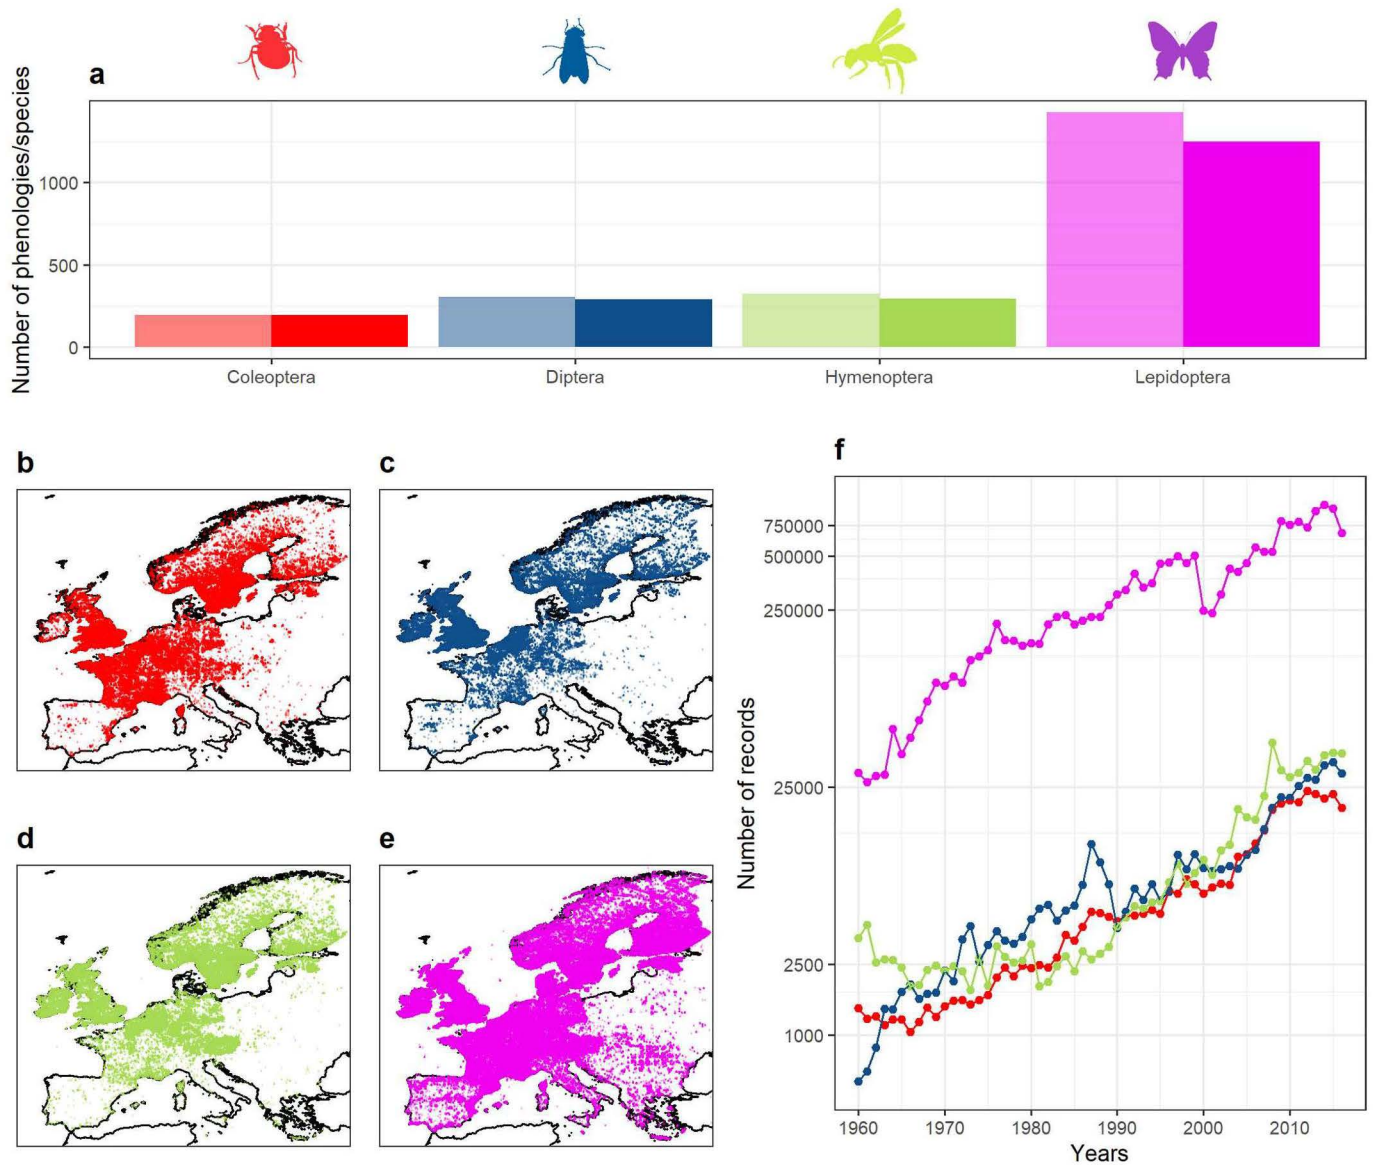 a
Number of phenologies/species
1000
500
0
Coleoptera Diptera Hymenoptera Lepidoptera
b
c
d
e
f
Number of records
750000
500000
250000
25000
2500
1000
1960 1970 1980 1990 2000 2010
Years